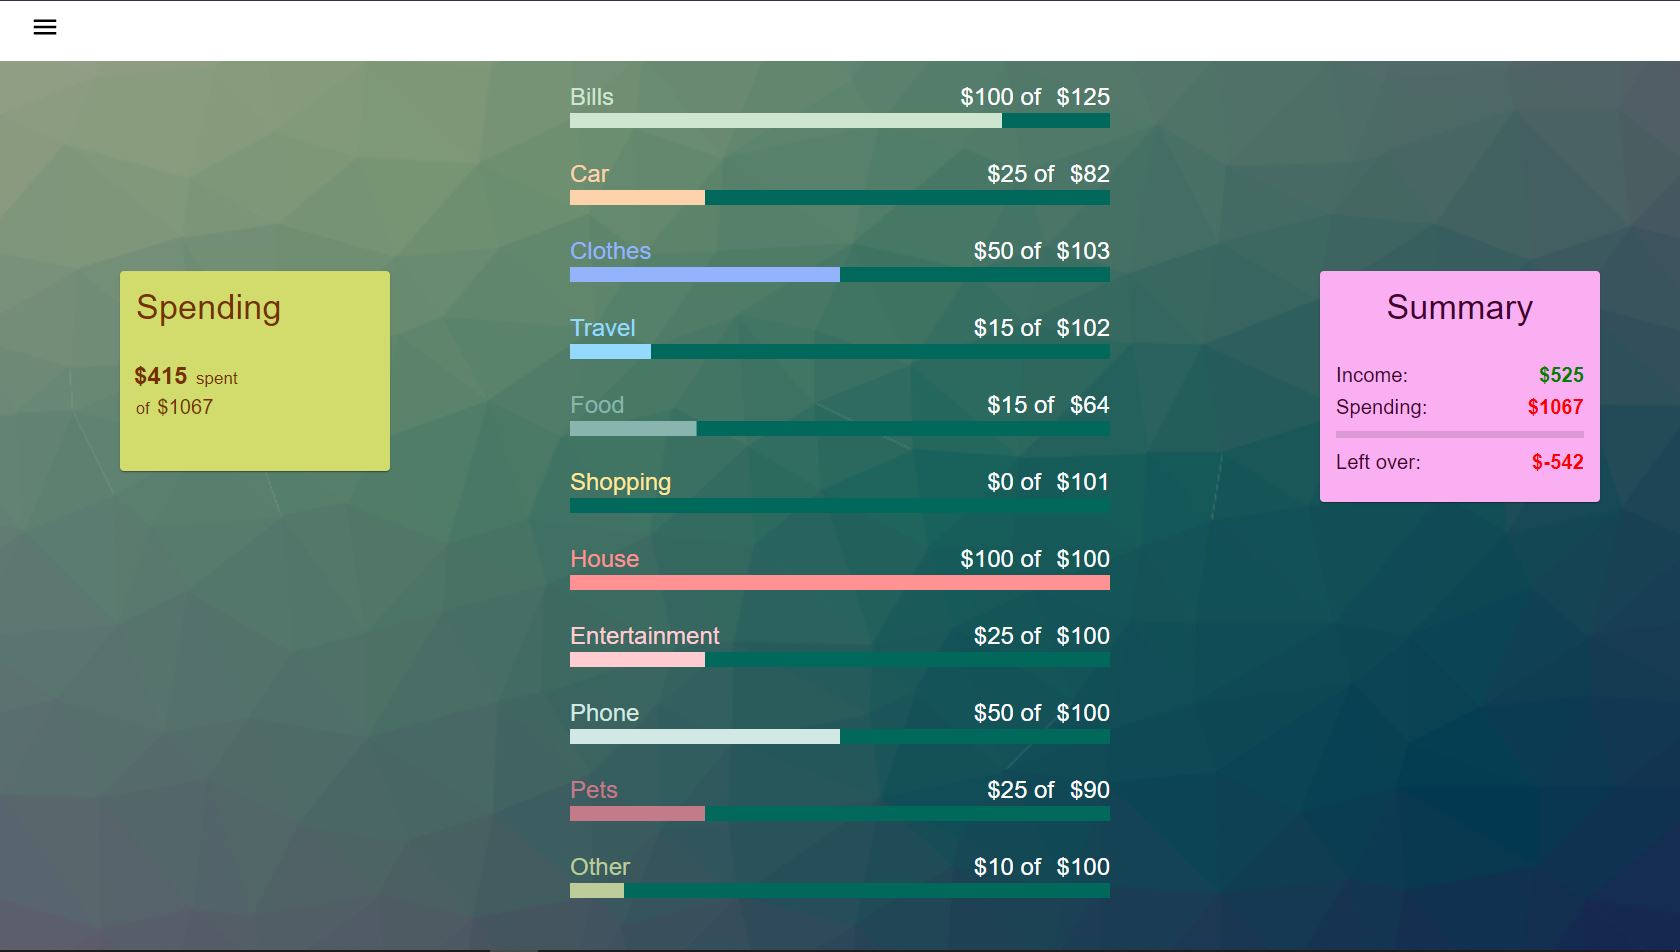 Bills $100 of $125
Car $25 of $82
Clothes $50 of $103
Travel $15 of $102
Food $15 of $64
Shopping $0 of $101
House $100 of $100
Entertainment $25 of $100
Phone $50 of $100
Pets $25 of $90
Other $10 of $100
Spending
$415 spent
of $1067
Summary
Income: $525
Spending: $1067
Left over: $-542